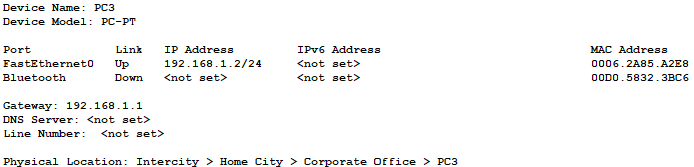 Device Name: PC3
Device Model: PC-PT
Port Link IP Address IPv6 Address MAC Address
FastEthernet0 Up 192.168.1.2/24 <not set> 0006.2A85.A2E8
Bluetooth Down <not set> <not set> 00D0.5832.3BC6
Gateway: 192.168.1.1
DNS Server: <not set>
Line Number: <not set>
Physical Location: Intercity > Home City > Corporate Office > PC3